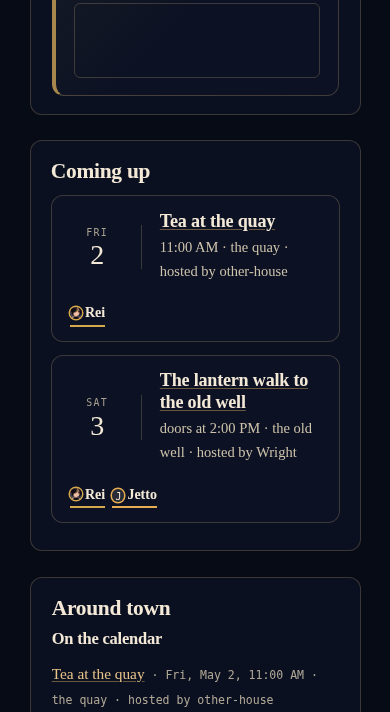 Coming up
FRI
2
Tea at the quay
11:00 AM · the quay ·
hosted by other-house
Rei
SAT
3
The lantern walk to
the old well
doors at 2:00 PM · the old
well · hosted by Wright
Rei J Jetto
Around town
On the calendar
Tea at the quay · Fri, May 2, 11:00 AM ·
the quay · hosted by other-house